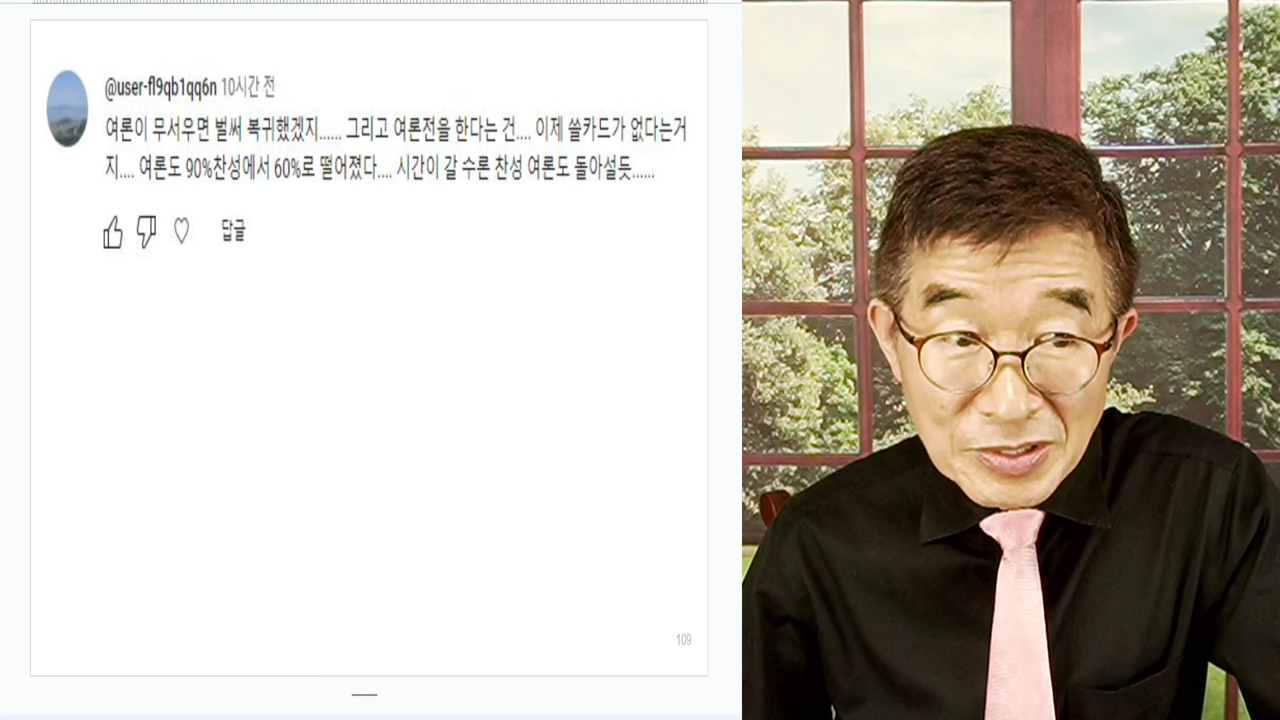 @user-fl9qb1qq6n 10시간 전
여론이 무서우면 벌써 복귀했겠지...... 그리고 여론전을 한다는 건.... 이제 쓸카드가 없다는거
지.... 여론도 90%찬성에서 60%로 떨어졌다.... 시간이 갈 수론 찬성 여론도 돌아설듯......
답글
109